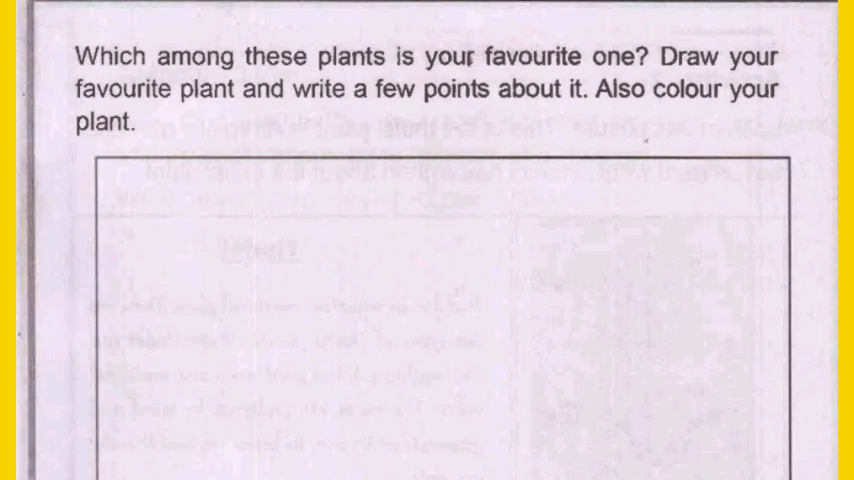 Which among these plants is your favourite one? Draw your
favourite plant and write a few points about it. Also colour your
plant.